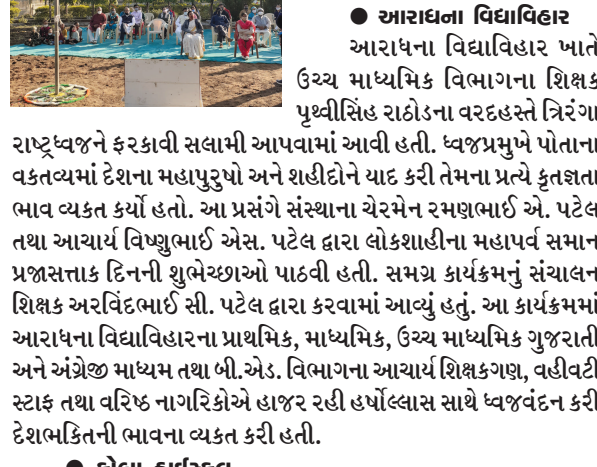 ● આરાધના વિદ્યાવિહાર
આરાધના વિદ્યાવિહાર ખાતે
ઉચ્ચ માધ્યમિક વિભાગના શિક્ષક
પૃથ્વીસિંહ રાઠોડના વરદહસ્તે ત્રિરંગા
રાષ્ટ્રધ્વજને ફરકાવી સલામી આપવામાં આવી હતી. ધ્વજપ્રમુખે પોતાના
વકતવ્યમાં દેશના મહાપુરુષો અને શહીદોને યાદ કરી તેમના પ્રત્યે કૃતજ્ઞતા
ભાવ વ્યકત કર્યો હતો. આ પ્રસંગે સંસ્થાના ચેરમેન રમણભાઈ એ. પટેલ
તથા આચાર્ય વિષ્ણુભાઈ એસ. પટેલ દ્વારા લોકશાહીના મહાપર્વ સમાન
પ્રજાસત્તાક દિનની શુભેચ્છાઓ પાઠવી હતી. સમગ્ર કાર્યક્રમનું સંચાલન
શિક્ષક અરવિંદભાઈ સી. પટેલ દ્વારા કરવામાં આવ્યું હતું. આ કાર્યક્રમમાં
આરાધના વિદ્યાવિહારના પ્રાથમિક, માધ્યમિક, ઉચ્ચ માધ્યમિક ગુજરાતી
અને અંગ્રેજી માધ્યમ તથા બી.એડ. વિભાગના આચાર્ય શિક્ષકગણ, વહીવટી
સ્ટાફ તથા વરિષ્ઠ નાગરિકોએ હાજર રહી હર્ષોલ્લાસ સાથે ધ્વજવંદન કરી
દેશભકિતની ભાવના વ્યકત કરી હતી.